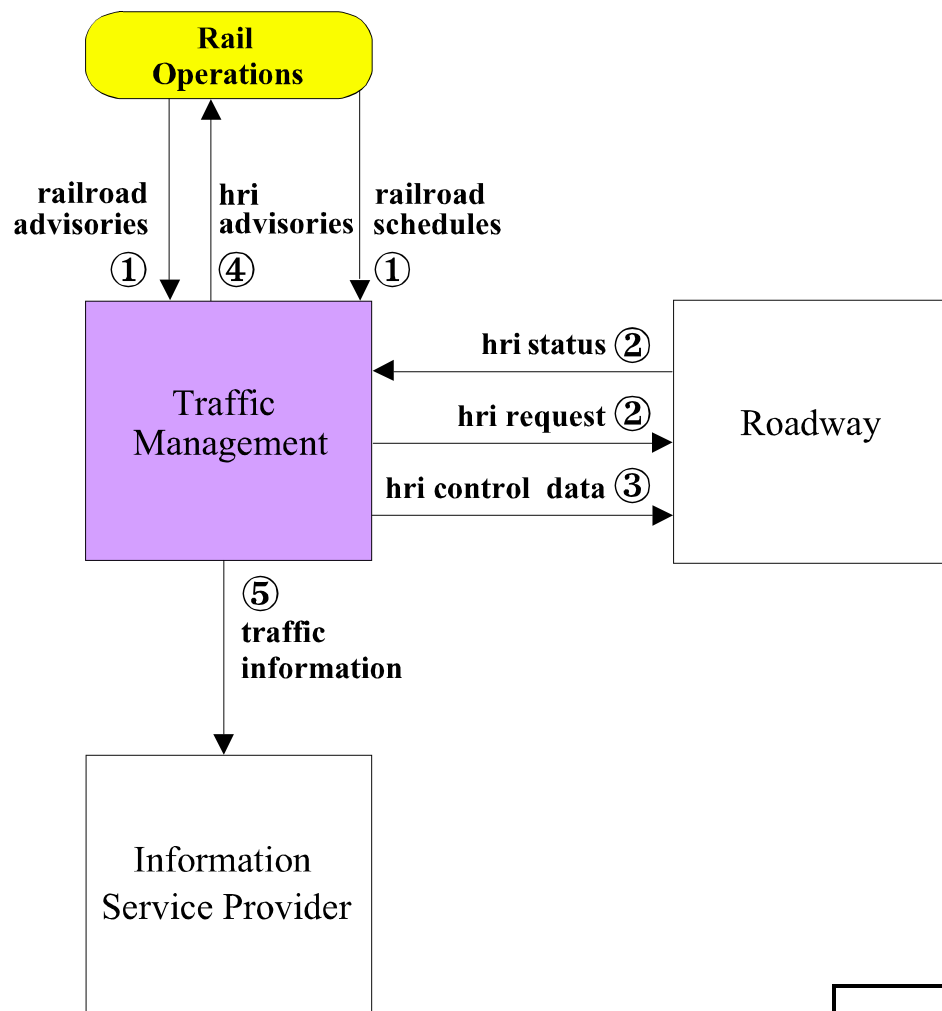 Rail
Operations
railroad
advisories
①
hri
advisories
④
railroad
schedules
①
Traffic
Management
hri status ②
hri request ②
hri control data ③
Roadway
⑤
traffic
information
Information
Service Provider